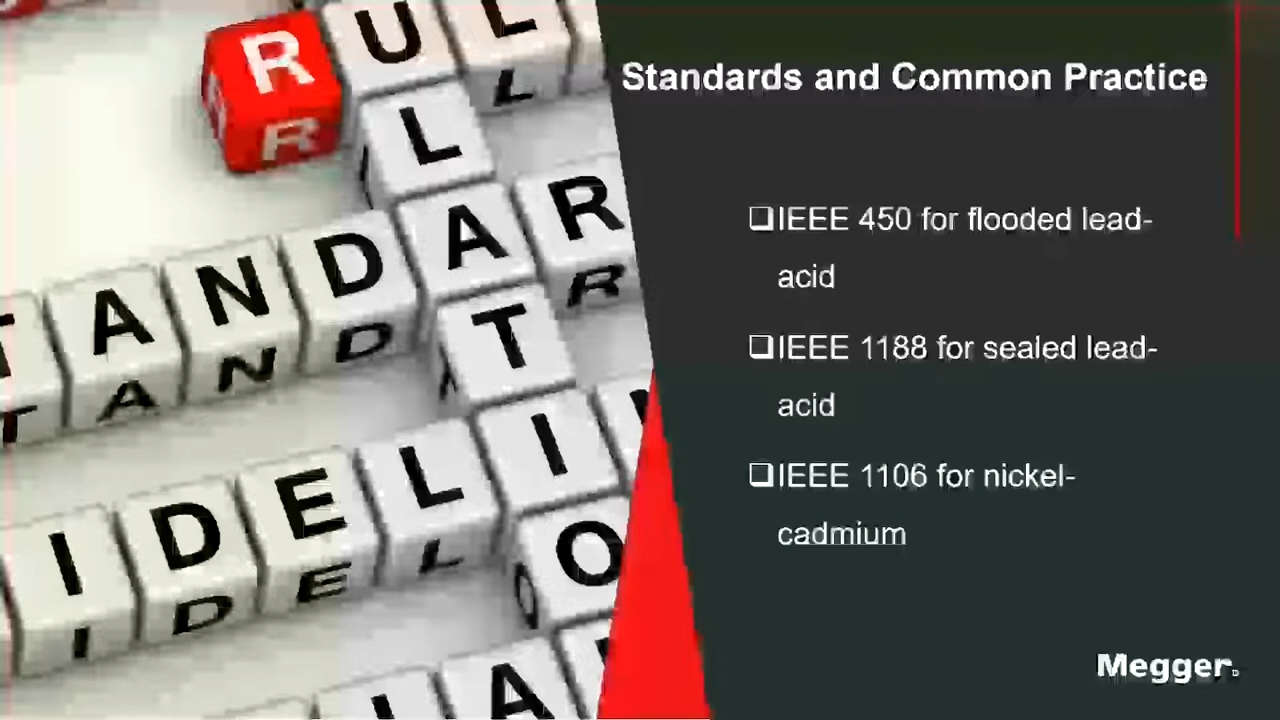 R U L
R L
L
T A N D A R
T A N D R
T
I D E L I
I D E L O
I A
Standards and Common Practice
❑IEEE 450 for flooded lead-
acid
❑IEEE 1188 for sealed lead-
acid
❑IEEE 1106 for nickel-
cadmium
Megger